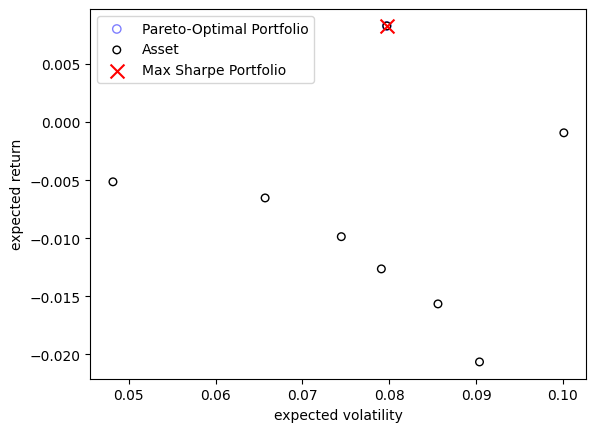 Pareto-Optimal Portfolio
Asset
Max Sharpe Portfolio
0.005
0.000
−0.005
−0.010
−0.015
−0.020
expected return
0.05 0.06 0.07 0.08 0.09 0.10
expected volatility